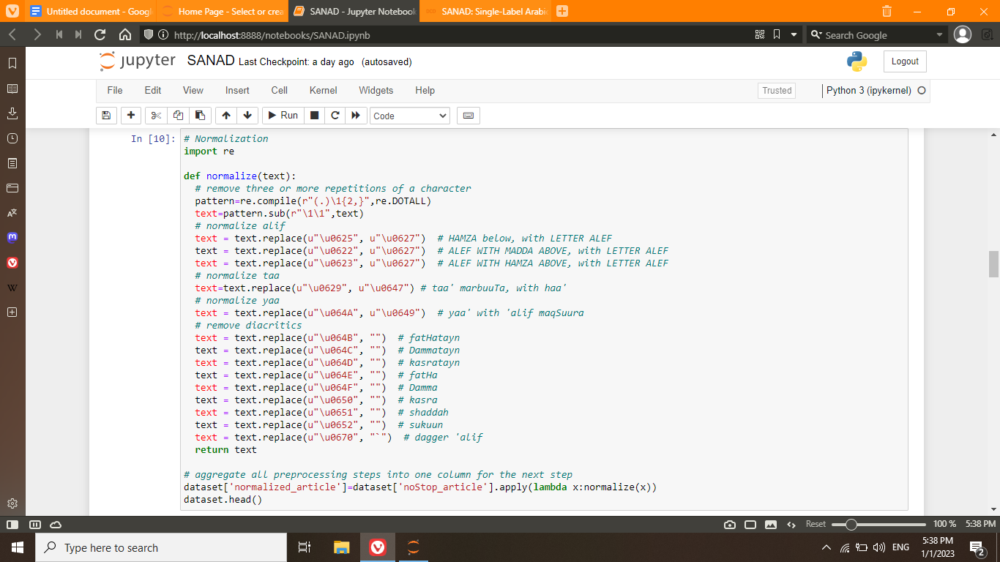 Untitled document - Googl
Home Page - Select or crea
SANAD - Jupyter Notebook
SANAD: Single-Label Arabi
http://localhost:8888/notebooks/SANAD.ipynb
Search Google
jupyter SANAD Last Checkpoint: a day ago (autosaved)
Logout
File Edit View Insert Cell Kernel Widgets Help
Trusted
Python 3 (ipykernel)
Run
Code
In [10]:
# Normalization
import re
def normalize(text):
# remove three or more repetitions of a character
pattern=re.compile(r"(.)\1{2,}",re.DOTALL)
text=pattern.sub(r"\1\1",text)
# normalize alif
text = text.replace(u"\u0625", u"\u0627") # HAMZA below, with LETTER ALEF
text = text.replace(u"\u0622", u"\u0627") # ALEF WITH MADDA ABOVE, with LETTER ALEF
text = text.replace(u"\u0623", u"\u0627") # ALEF WITH HAMZA ABOVE, with LETTER ALEF
# normalize taa
text=text.replace(u"\u0629", u"\u0647") # taa' marbuuTa, with haa'
# normalize yaa
text = text.replace(u"\u064A", u"\u0649") # yaa' with 'alif maqSuura
# remove diacritics
text = text.replace(u"\u064B", "") # fatHatayn
text = text.replace(u"\u064C", "") # Dammatayn
text = text.replace(u"\u064D", "") # kasratayn
text = text.replace(u"\u064E", "") # fatHa
text = text.replace(u"\u064F", "") # Damma
text = text.replace(u"\u0650", "") # kasra
text = text.replace(u"\u0651", "") # shaddah
text = text.replace(u"\u0652", "") # sukuun
text = text.replace(u"\u0670", "`") # dagger 'alif
return text
# aggregate all preprocessing steps into one column for the next step
dataset['normalized_article']=dataset['noStop_article'].apply(lambda x:normalize(x))
dataset.head()
Reset
100 %
5:38 PM
Type here to search
ENG
5:38 PM
1/1/2023
2